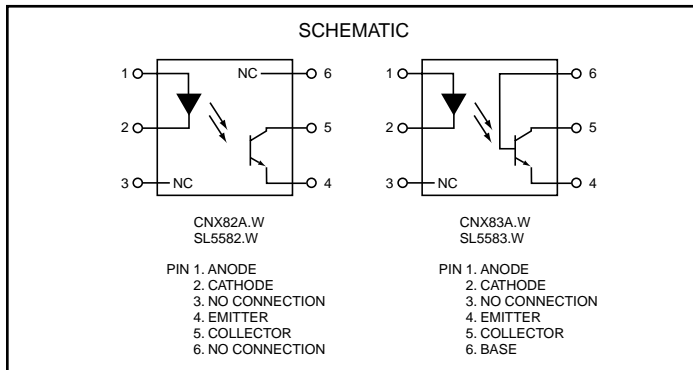 SCHEMATIC
1
2
3
NC
NC
6
5
4
CNX82A.W
SL5582.W
PIN 1. ANODE
2. CATHODE
3. NO CONNECTION
4. EMITTER
5. COLLECTOR
6. NO CONNECTION
1
2
3
NC
6
5
4
CNX83A.W
SL5583.W
PIN 1. ANODE
2. CATHODE
3. NO CONNECTION
4. EMITTER
5. COLLECTOR
6. BASE